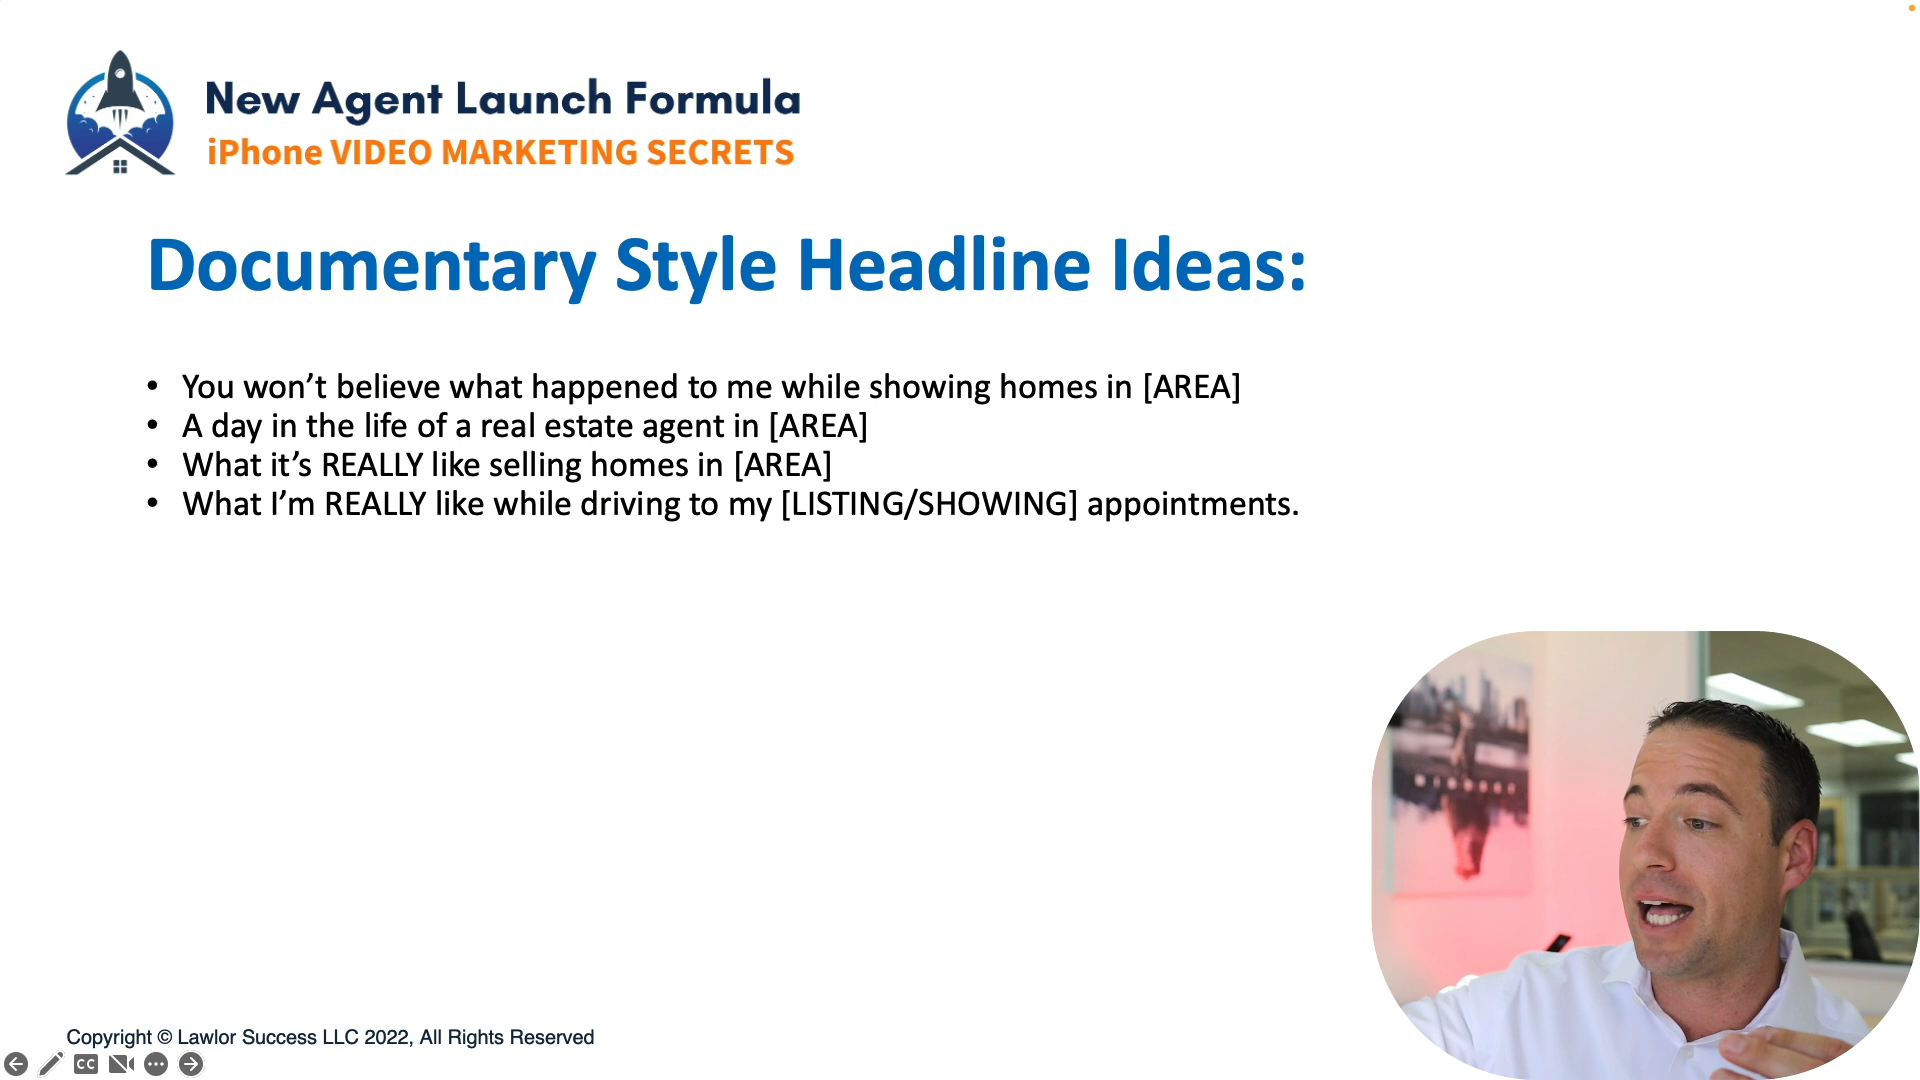 New Agent Launch Formula
iPhone VIDEO MARKETING SECRETS
Documentary Style Headline Ideas:
• You won’t believe what happened to me while showing homes in [AREA]
• A day in the life of a real estate agent in [AREA]
• What it’s REALLY like selling homes in [AREA]
• What I’m REALLY like while driving to my [LISTING/SHOWING] appointments.
Copyright © Lawlor Success LLC 2022, All Rights Reserved
CC